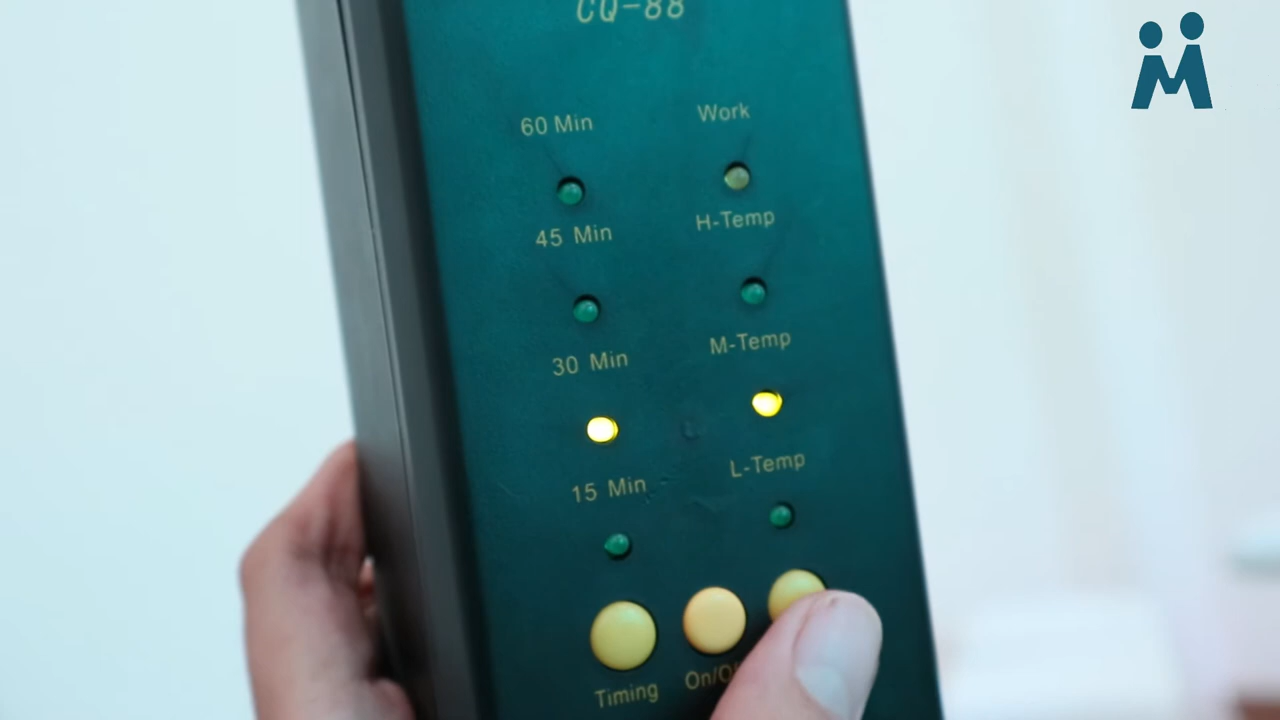 CQ-88
60 Min
Work
45 Min
H-Temp
30 Min
M-Temp
15 Min
L-Temp
Timing